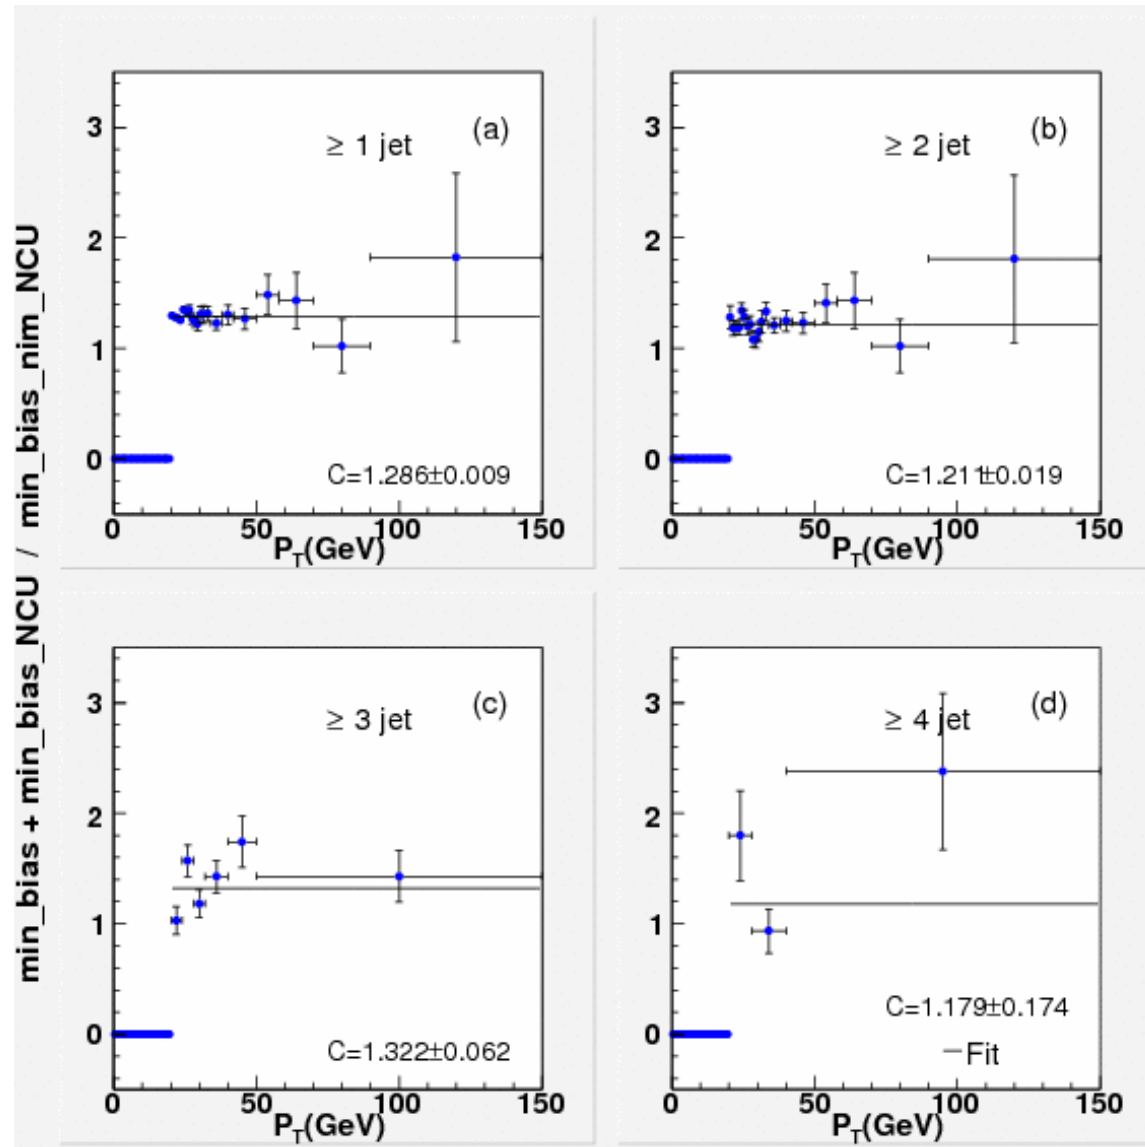 min_bias + min_bias_NCU / min_bias_nim_NCU
3
2
1
0
≥ 1 jet
(a)
C=1.286±0.009
0 50 100 150
P_T(GeV)
3
2
1
0
≥ 2 jet
(b)
C=1.211±0.019
0 50 100 150
P_T(GeV)
3
2
1
0
≥ 3 jet
(c)
C=1.322±0.062
0 50 100 150
P_T(GeV)
3
2
1
0
≥ 4 jet
(d)
C=1.179±0.174
Fit
0 50 100 150
P_T(GeV)